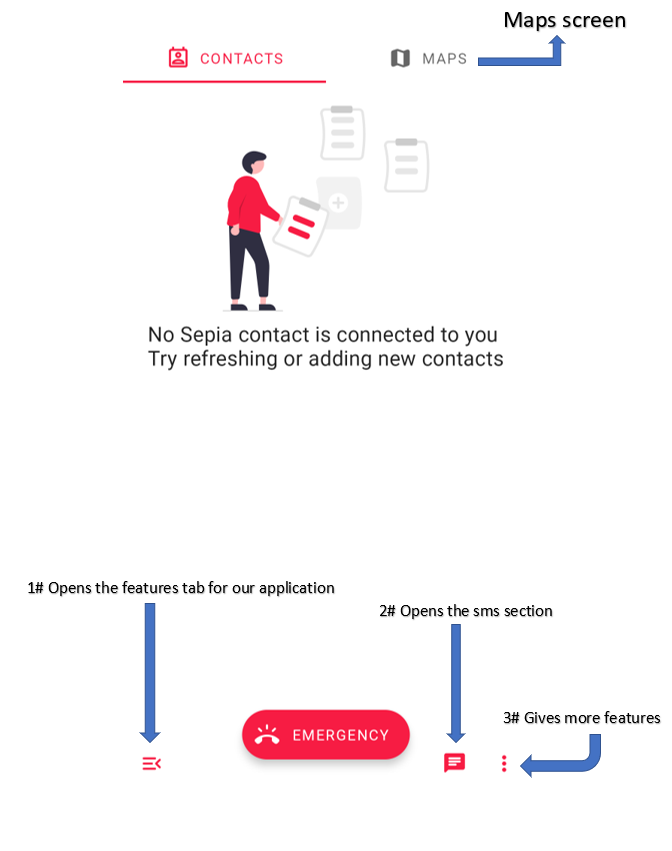 Maps screen
CONTACTS
MAPS
No Sepia contact is connected to you
Try refreshing or adding new contacts
1# Opens the features tab for our application
2# Opens the sms section
3# Gives more features
EMERGENCY